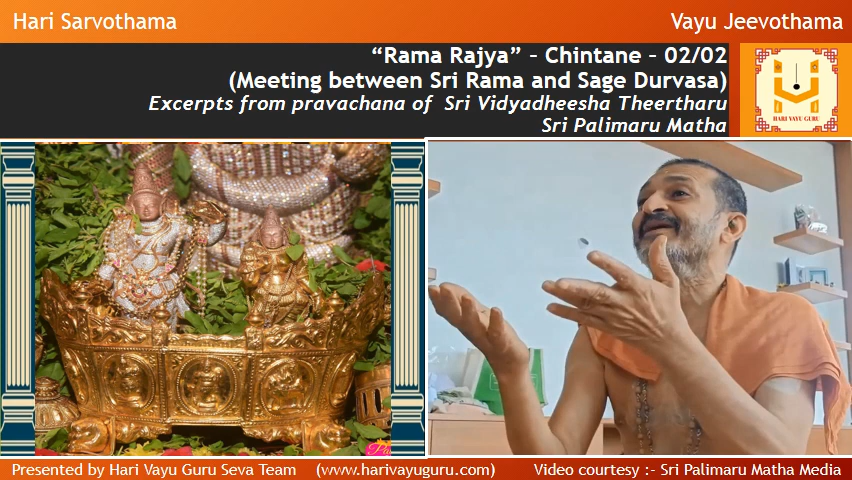 Hari Sarvothama
Vayu Jeevothama
“Rama Rajya” – Chintane – 02/02
(Meeting between Sri Rama and Sage Durvasa)
Excerpts from pravachana of Sri Vidyadheesha Theertharu
Sri Palimaru Matha
HARI VAYU GURU
Presented by Hari Vayu Guru Seva Team (www.harivayuguru.com)
Video courtesy :- Sri Palimaru Matha Media